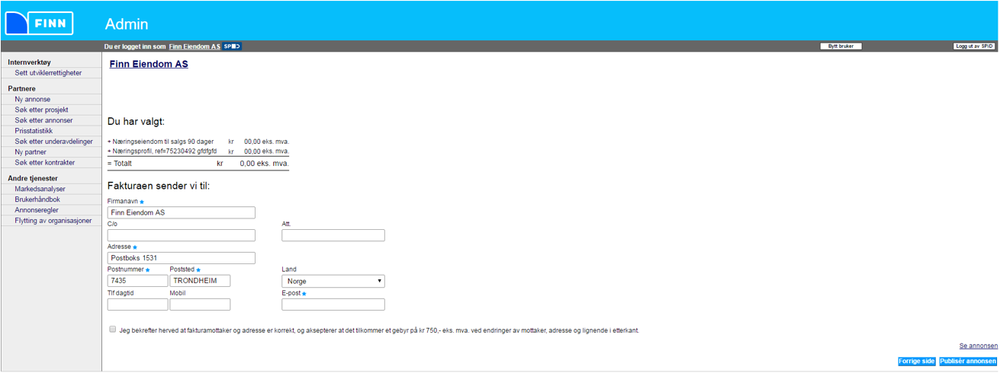 FINN Admin
Du er logget inn som Finn Eiendom AS SPiD Bytt bruker Logg ut av SPiD
Internverktøy
Sett utviklerrettigheter
Partnere
Ny annonse
Søk etter prosjekt
Søk etter annonser
Prisstatistikk
Søk etter underavdelinger
Ny partner
Søk etter kontrakter
Andre tjenester
Markedsanalyser
Brukerhåndbok
Annonseregler
Flytting av organisasjoner
Finn Eiendom AS
Du har valgt:
+ Næringseiendom til salgs 90 dager kr 00,00 eks. mva.
+ Næringsprofil, ref=75230492 gfdfgfd kr 00,00 eks. mva.
= Totalt kr 0,00 eks. mva.
Fakturaen sender vi til:
Firmanavn
Finn Eiendom AS
C/o Att.
Adresse
Postboks 1531
Postnummer Poststed Land
7435 TRONDHEIM Norge
Tlf dagtid Mobil E-post
Jeg bekrefter herved at fakturamottaker og adresse er korrekt, og aksepterer at det tilkommer et gebyr på kr 750,- eks. mva. ved endringer av mottaker, adresse og lignende i etterkant.
Se annonsen
Forrige side Publisér annonsen